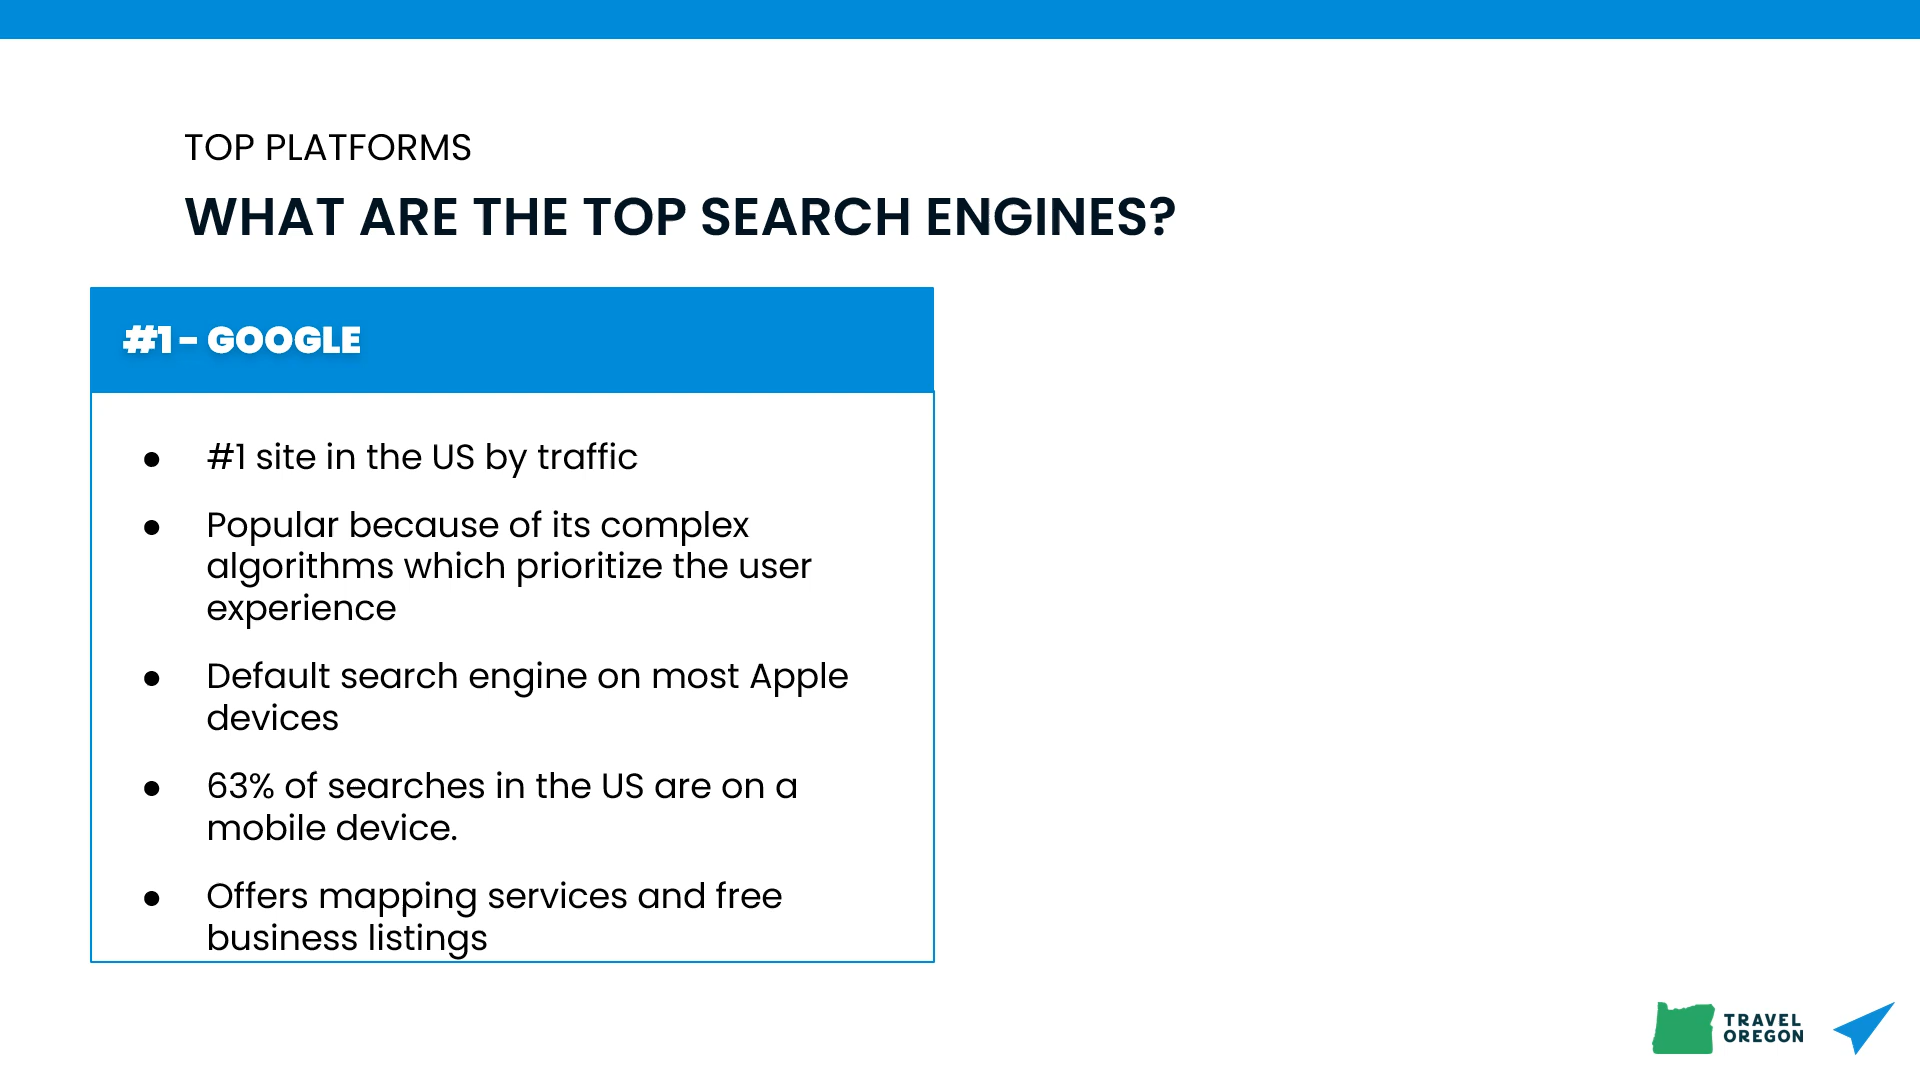 TOP PLATFORMS
WHAT ARE THE TOP SEARCH ENGINES?
#1 - GOOGLE
● #1 site in the US by traffic
● Popular because of its complex
algorithms which prioritize the user
experience
● Default search engine on most Apple
devices
● 63% of searches in the US are on a
mobile device.
● Offers mapping services and free
business listings
TRAVEL
OREGON